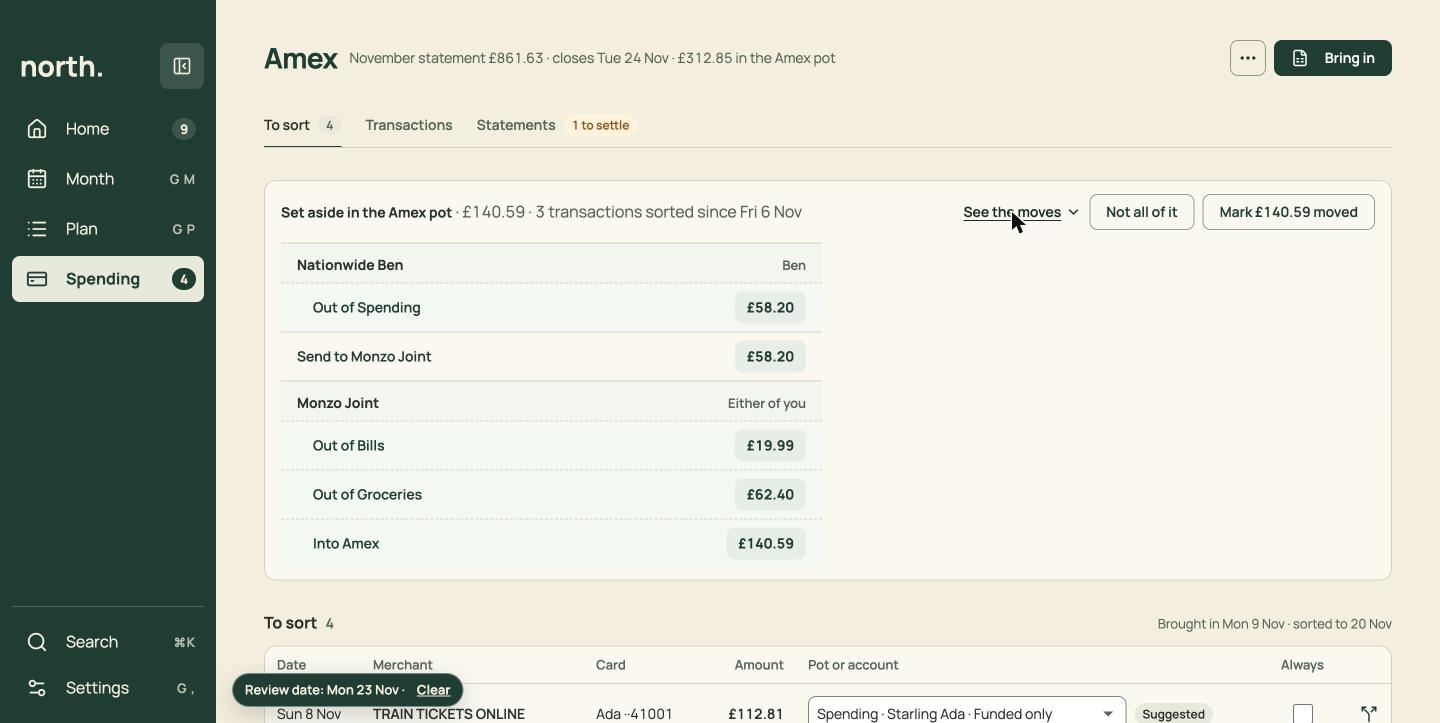 north.
Home 9
Month G M
Plan G P
Spending 4
Search ⌘K
Settings G ,
Amex November statement £861.63 · closes Tue 24 Nov · £312.85 in the Amex pot
Bring in
To sort 4 Transactions Statements 1 to settle
Set aside in the Amex pot · £140.59 · 3 transactions sorted since Fri 6 Nov
See the moves Not all of it Mark £140.59 moved
Nationwide Ben Ben
Out of Spending £58.20
Send to Monzo Joint £58.20
Monzo Joint Either of you
Out of Bills £19.99
Out of Groceries £62.40
Into Amex £140.59
To sort 4 Brought in Mon 9 Nov · sorted to 20 Nov
Date Merchant Card Amount Pot or account Always
Review date: Mon 23 Nov · Clear
Sun 8 Nov TRAIN TICKETS ONLINE Ada ··41001 £112.81 Spending · Starling Ada · Funded only Suggested